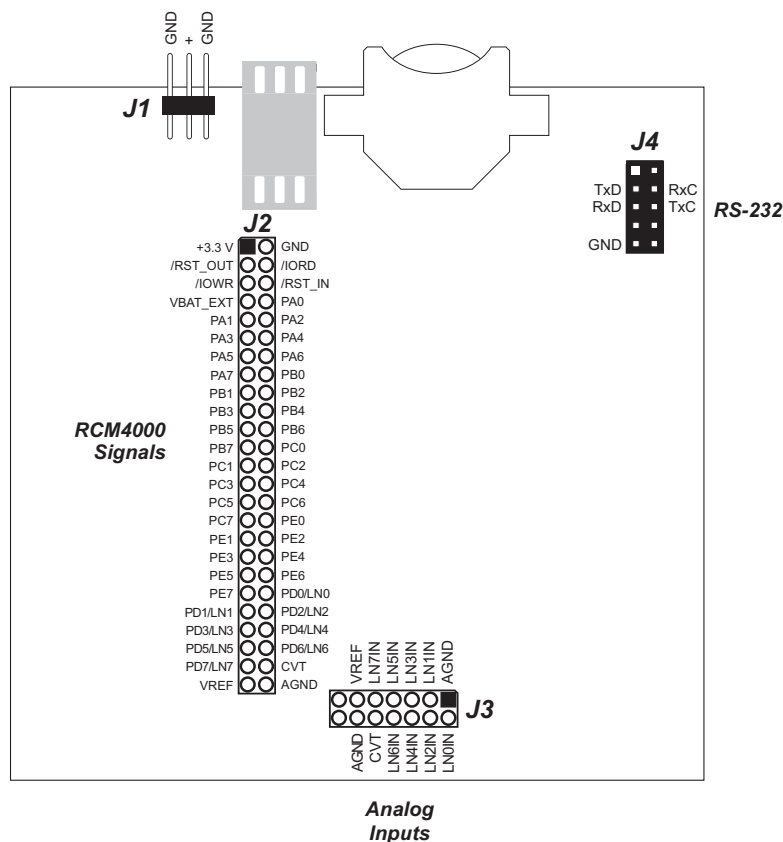 GND
+
GND
J1
J4
TxD RxC
RxD TxC
GND
RS-232
J2
+3.3 V GND
/RST_OUT /IORD
/IOWR /RST_IN
VBAT_EXT PA0
PA1 PA2
PA3 PA4
PA5 PA6
PA7 PB0
PB1 PB2
PB3 PB4
PB5 PB6
PB7 PC0
PC1 PC2
PC3 PC4
PC5 PC6
PC7 PE0
PE1 PE2
PE3 PE4
PE5 PE6
PE7 PD0/LN0
PD1/LN1 PD2/LN2
PD3/LN3 PD4/LN4
PD5/LN5 PD6/LN6
PD7/LN7 CVT
VREF AGND
RCM4000
Signals
VREF
LN7IN
LN5IN
LN3IN
LN1IN
AGND
J3
AGND
CVT
LN6IN
LN4IN
LN2IN
LN0IN
Analog
Inputs